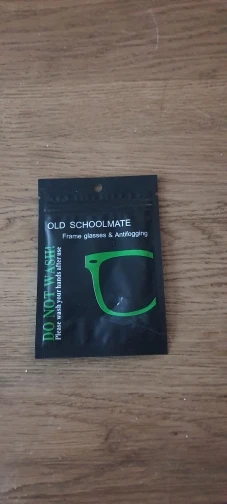 OLD SCHOOLMATE
Frame glasses & Antifogging
DO NOT WASH!
Please wash your hands after use